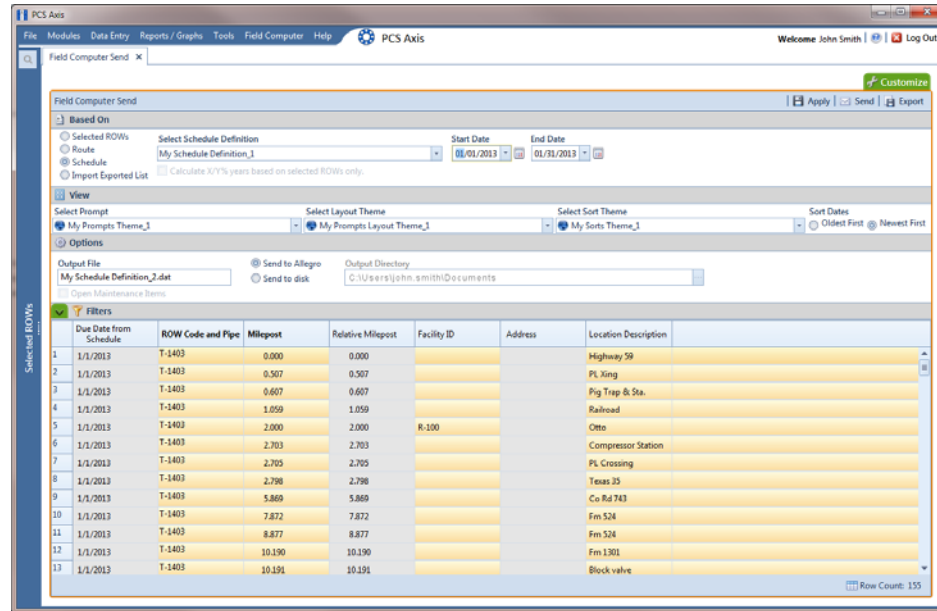 PCS Axis
File Modules Data Entry Reports / Graphs Tools Field Computer Help PCS Axis Welcome John Smith Log Out
Field Computer Send X
Customize
Field Computer Send Apply Send Export
Based On
Selected ROWs
Route
Schedule
Import Exported List
Select Schedule Definition Start Date End Date
My Schedule Definition_1 01/01/2013 01/31/2013
Calculate X/Y% years based on selected ROWs only.
View
Select Prompt Select Layout Theme Select Sort Theme Sort Dates
My Prompts Theme_1 My Prompts Layout Theme_1 My Sorts Theme_1 Oldest First Newest First
Options
Output File Send to Allegro Output Directory
My Schedule Definition_2.dat Send to disk C:\Users\john.smith\Documents
Open Maintenance Items
Selected ROWs
Filters
Due Date from Schedule ROW Code and Pipe Milepost Relative Milepost Facility ID Address Location Description
1 1/1/2013 T-1403 0.000 0.000 Highway 59
2 1/1/2013 T-1403 0.507 0.507 PL Xing
3 1/1/2013 T-1403 0.607 0.607 Pig Trap & Sta.
4 1/1/2013 T-1403 1.059 1.059 Railroad
5 1/1/2013 T-1403 2.000 2.000 R-100 Otto
6 1/1/2013 T-1403 2.703 2.703 Compressor Station
7 1/1/2013 T-1403 2.705 2.705 PL Crossing
8 1/1/2013 T-1403 2.798 2.798 Texas 35
9 1/1/2013 T-1403 5.869 5.869 Co Rd 743
10 1/1/2013 T-1403 7.872 7.872 Fm 524
11 1/1/2013 T-1403 8.877 8.877 Fm 524
12 1/1/2013 T-1403 10.190 10.190 Fm 1301
13 1/1/2013 T-1403 10.191 10.191 Block valve
Row Count: 155